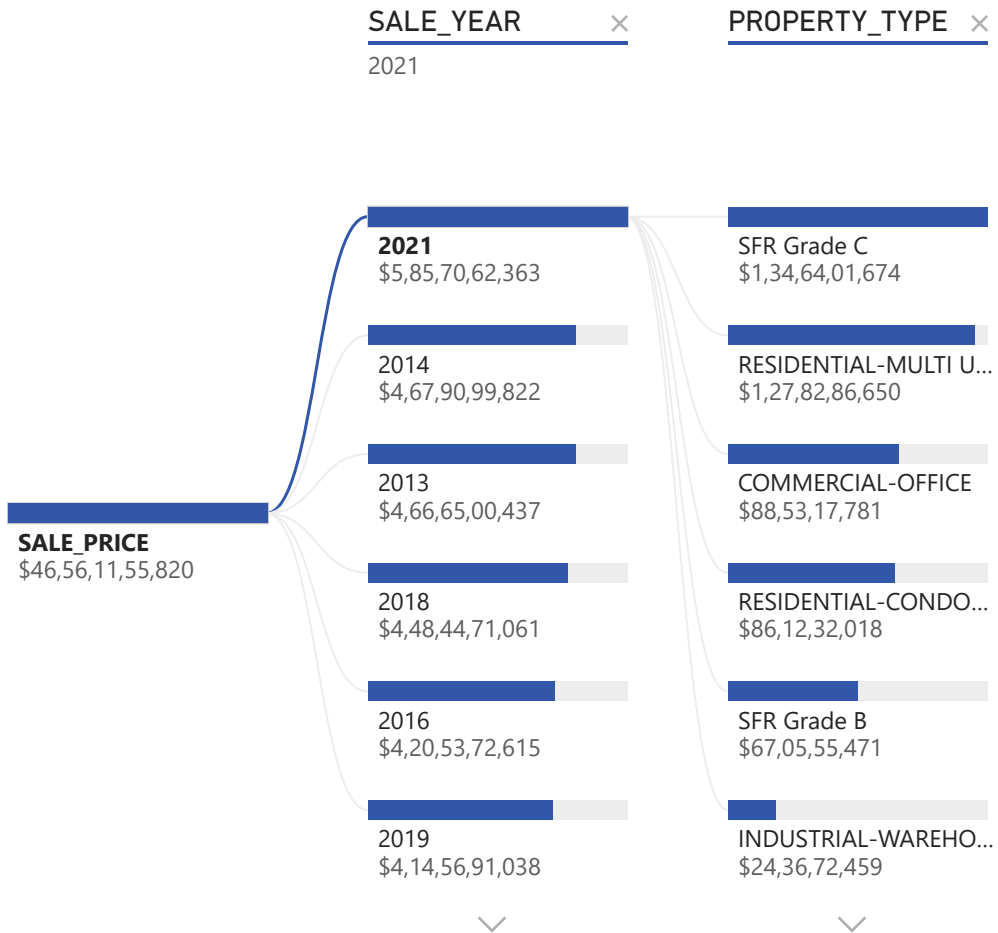 SALE_YEAR
2021
PROPERTY_TYPE
SALE_PRICE
$46,56,11,55,820
2021
$5,85,70,62,363
2014
$4,67,90,99,822
2013
$4,66,65,00,437
2018
$4,48,44,71,061
2016
$4,20,53,72,615
2019
$4,14,56,91,038
SFR Grade C
$1,34,64,01,674
RESIDENTIAL-MULTI U...
$1,27,82,86,650
COMMERCIAL-OFFICE
$88,53,17,781
RESIDENTIAL-CONDO...
$86,12,32,018
SFR Grade B
$67,05,55,471
INDUSTRIAL-WAREHO...
$24,36,72,459